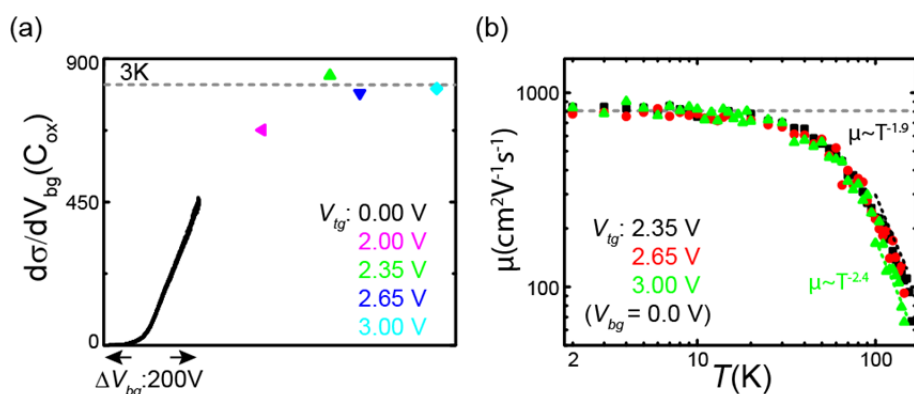 (a)
900
450
0
dσ/dV_bg(C_ox)
3K
V_tg: 0.00 V
2.00 V
2.35 V
2.65 V
3.00 V
ΔV_bg:200V
(b)
1000
100
μ(cm²V⁻¹s⁻¹)
μ~T⁻¹·⁹
V_tg: 2.35 V
2.65 V
3.00 V
(V_bg = 0.0 V)
μ~T⁻²·⁴
2
10
100
T(K)